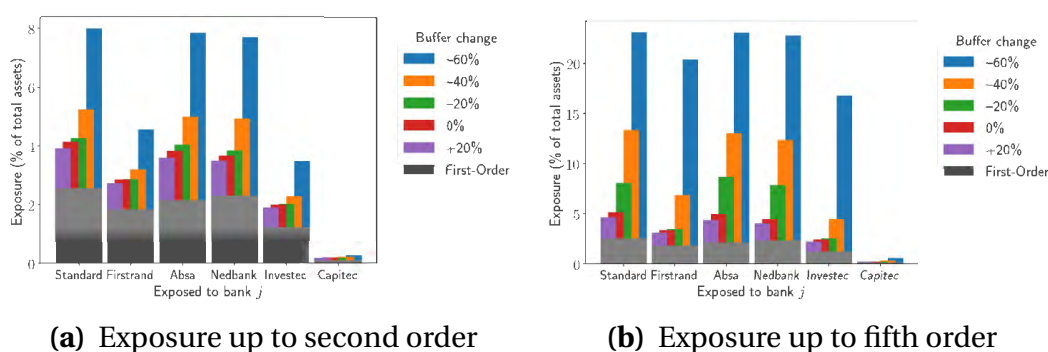 Exposure (% of total assets)
8
6
4
2
0
Standard Firstrand Absa Nedbank Investec Capitec
Exposed to bank j
Buffer change
−60%
−40%
−20%
0%
+20%
First-Order
(a) Exposure up to second order
Exposure (% of total assets)
20
15
10
5
0
Standard Firstrand Absa Nedbank Investec Capitec
Exposed to bank j
Buffer change
−60%
−40%
−20%
0%
+20%
First-Order
(b) Exposure up to fifth order